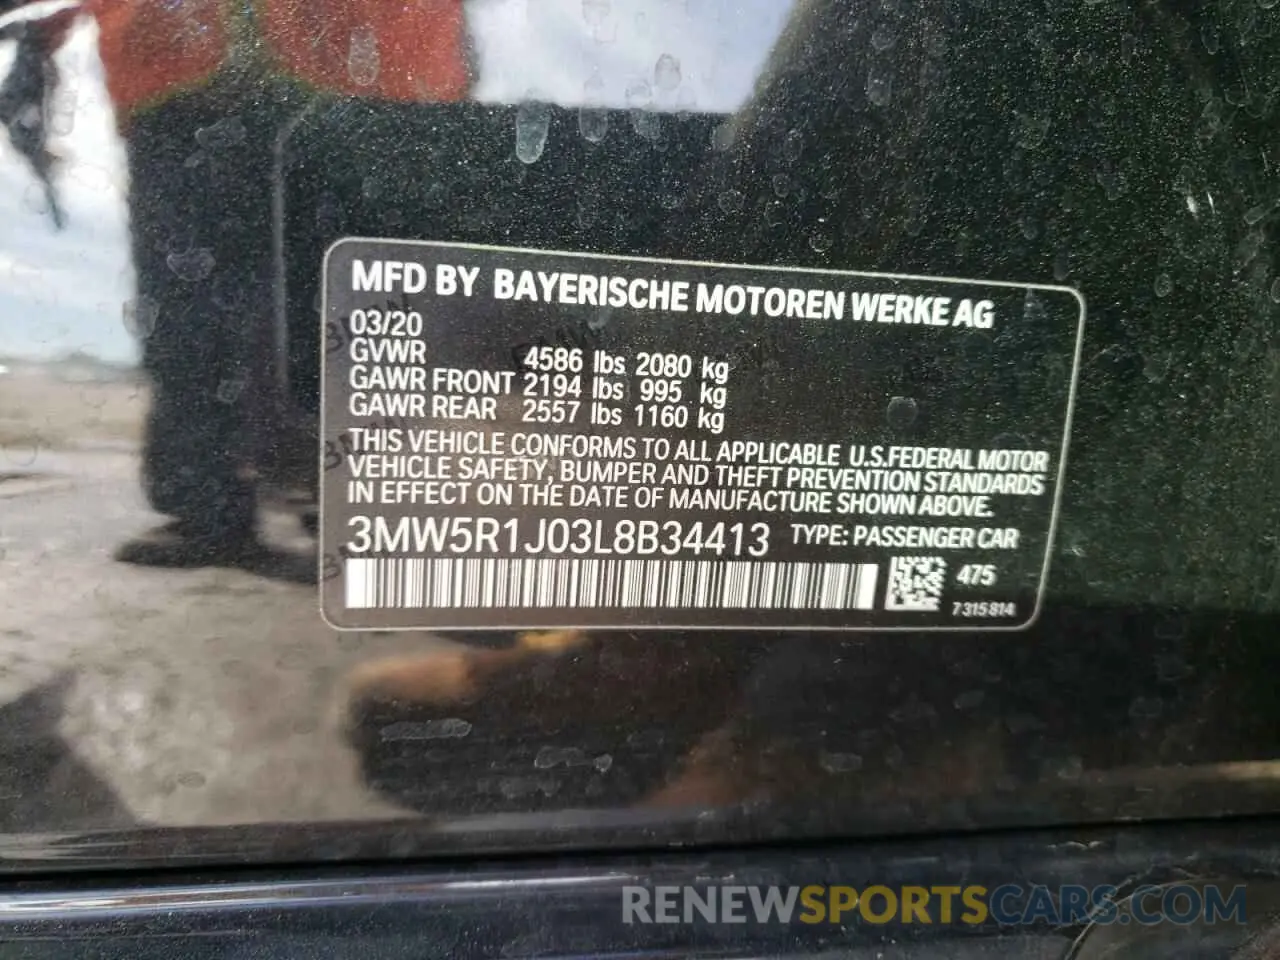 MFD BY BAYERISCHE MOTOREN WERKE AG
03/20
GVWR 4586 lbs 2080 kg
GAWR FRONT 2194 lbs 995 kg
GAWR REAR 2557 lbs 1160 kg
THIS VEHICLE CONFORMS TO ALL APPLICABLE U.S.FEDERAL MOTOR
VEHICLE SAFETY, BUMPER AND THEFT PREVENTION STANDARDS
IN EFFECT ON THE DATE OF MANUFACTURE SHOWN ABOVE.
3MW5R1J03L8B34413 TYPE: PASSENGER CAR
475
7315814
RENEWSPORTSCARS.COM